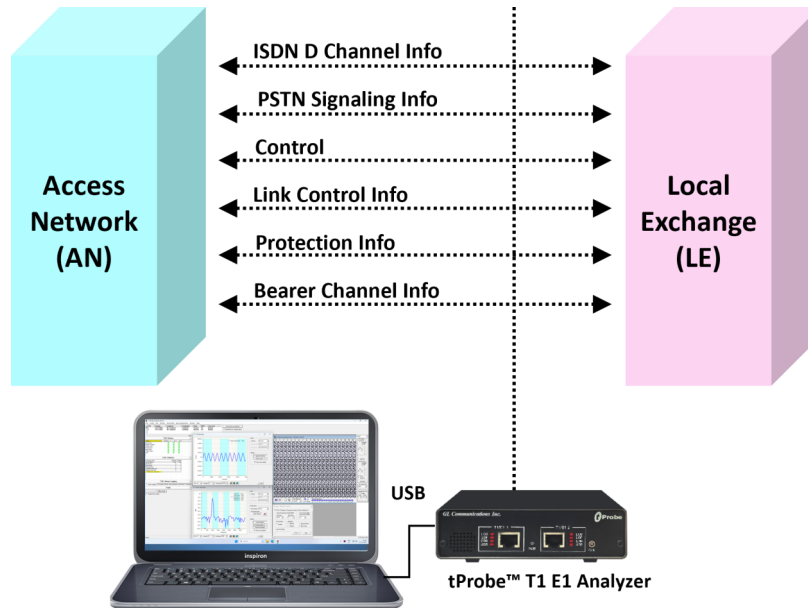 ISDN D Channel Info
PSTN Signaling Info
Control
Link Control Info
Protection Info
Bearer Channel Info
Access
Network
(AN)
Local
Exchange
(LE)
USB
GL Communications Inc.
tProbe
inspiron
tProbe™ T1 E1 Analyzer